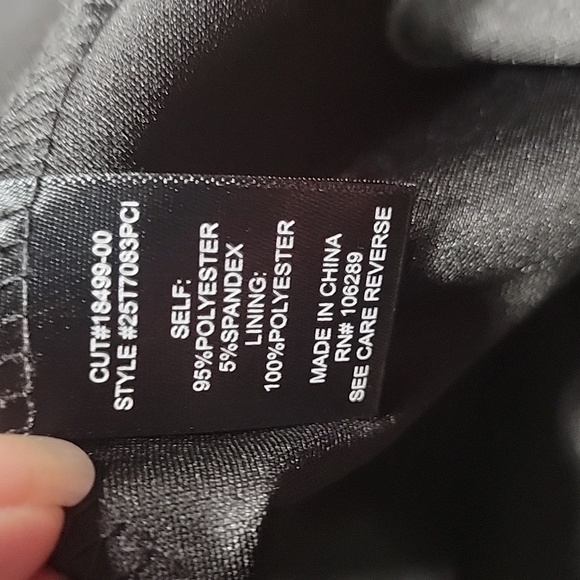 CUT#18499-00
STYLE #25T7083PCI
SELF:
95%POLYESTER
5%SPANDEX
LINING:
100%POLYESTER
MADE IN CHINA
RN# 106289
SEE CARE REVERSE